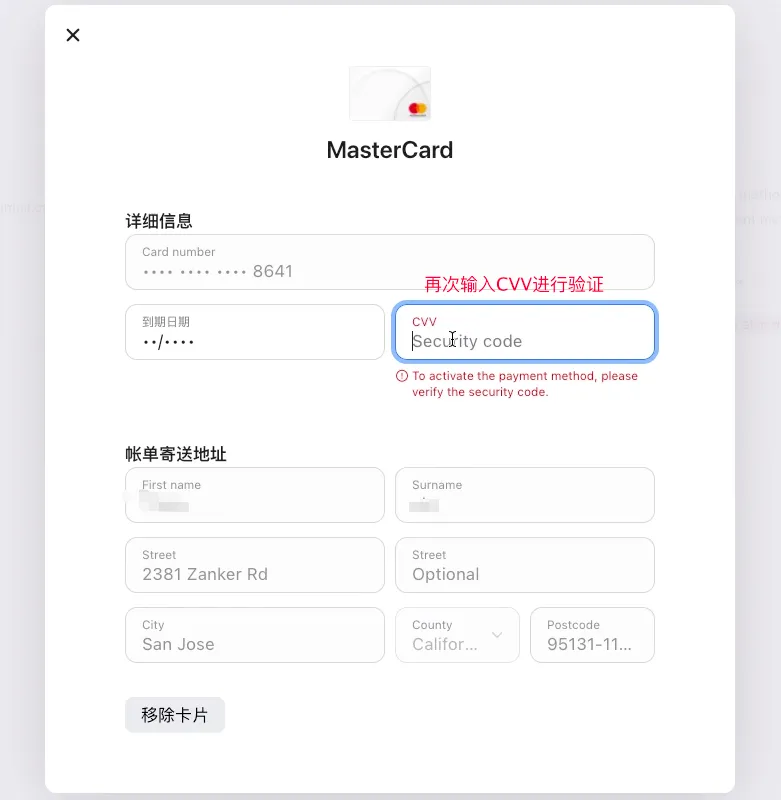 MasterCard
详细信息
Card number
•••• •••• •••• 8641
再次输入CVV进行验证
到期日期
••/••••
CVV
Security code
To activate the payment method, please
verify the security code.
帐单寄送地址
First name
Surname
Street
2381 Zanker Rd
Street
Optional
City
San Jose
County
Califor...
Postcode
95131-11...
移除卡片